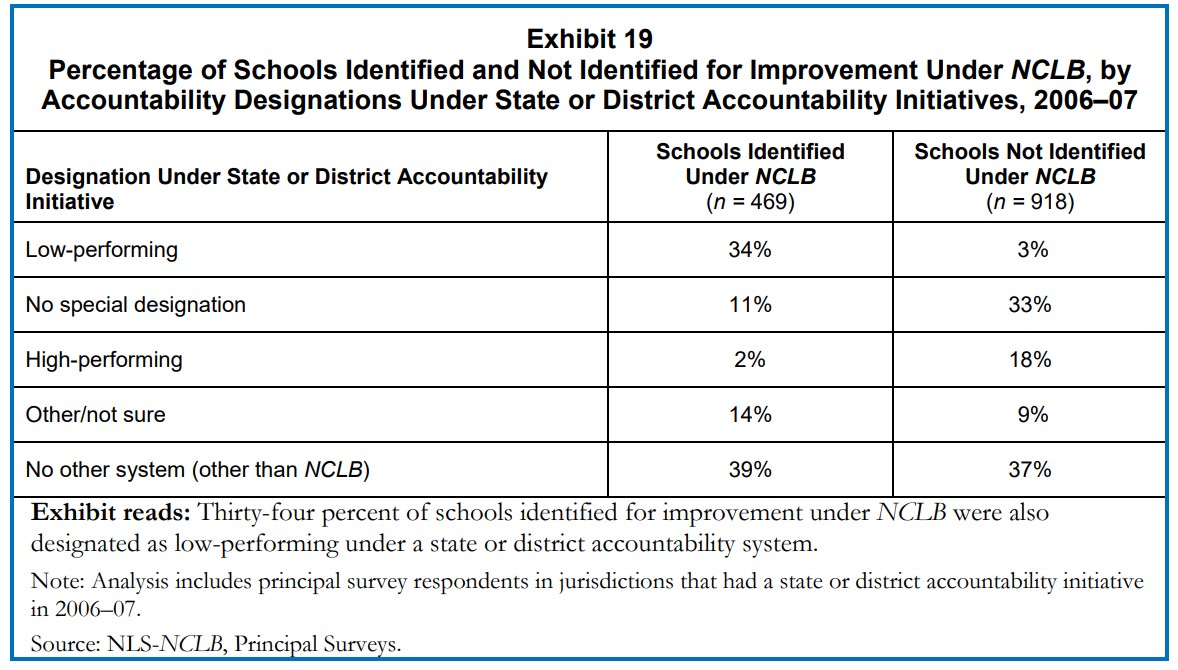 Exhibit 19
Percentage of Schools Identified and Not Identified for Improvement Under NCLB, by
Accountability Designations Under State or District Accountability Initiatives, 2006–07
Designation Under State or District Accountability
Initiative
Schools Identified
Under NCLB
(n = 469)
Schools Not Identified
Under NCLB
(n = 918)
Low-performing 34% 3%
No special designation 11% 33%
High-performing 2% 18%
Other/not sure 14% 9%
No other system (other than NCLB) 39% 37%
Exhibit reads: Thirty-four percent of schools identified for improvement under NCLB were also
designated as low-performing under a state or district accountability system.
Note: Analysis includes principal survey respondents in jurisdictions that had a state or district accountability initiative
in 2006–07.
Source: NLS-NCLB, Principal Surveys.